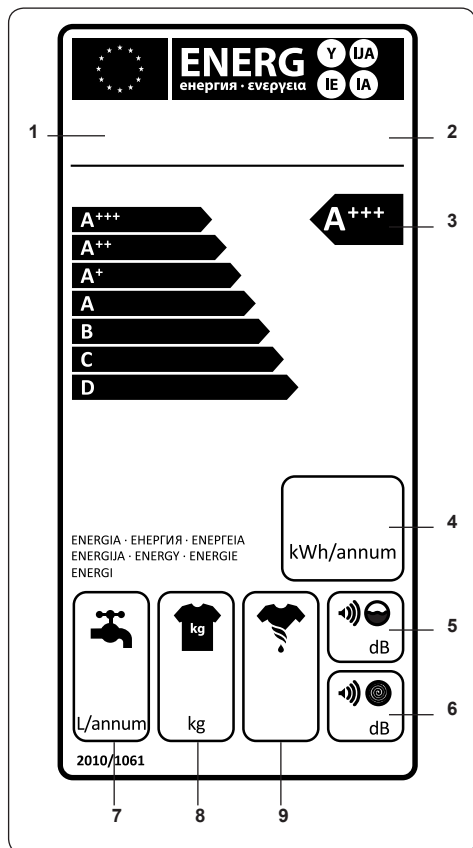 ENERG Y IJA
енергия · ενεργεια IE IA
1
2
A+++
3
A+++
A++
A+
A
B
C
D
4
kWh/annum
ENERGIA · ЕНЕРГИЯ · ΕΝΕΡΓΕΙΑ
ENERGIJA · ENERGY · ENERGIE
ENERGI
kg
dB
5
dB
6
L/annum
kg
2010/1061
7
8
9